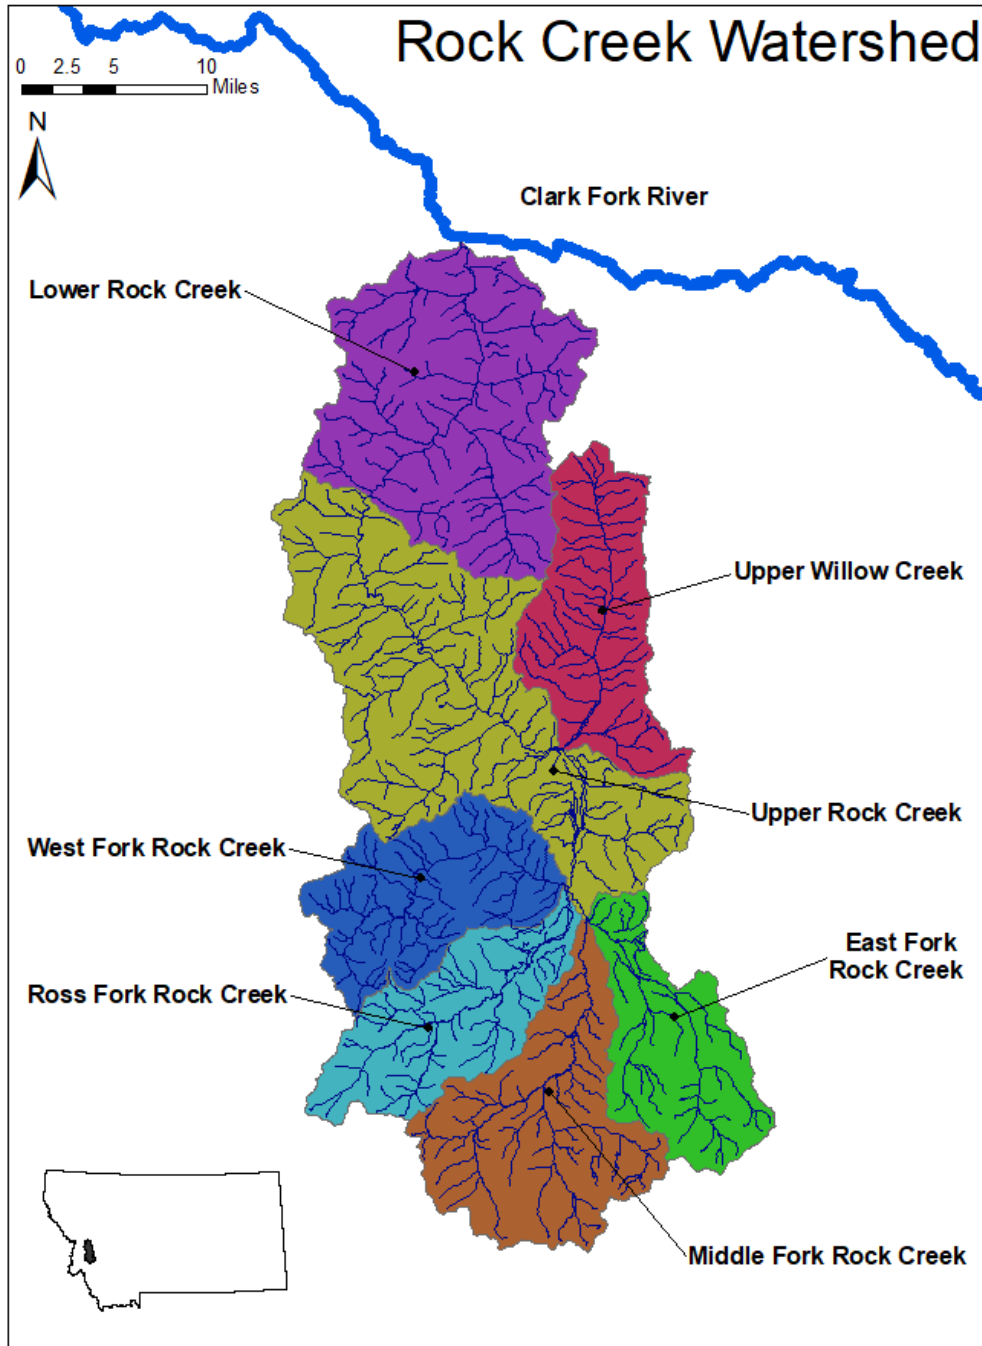 Rock Creek Watershed
0 2.5 5 10
Miles
N
Clark Fork River
Lower Rock Creek
Upper Willow Creek
Upper Rock Creek
West Fork Rock Creek
East Fork
Rock Creek
Ross Fork Rock Creek
Middle Fork Rock Creek